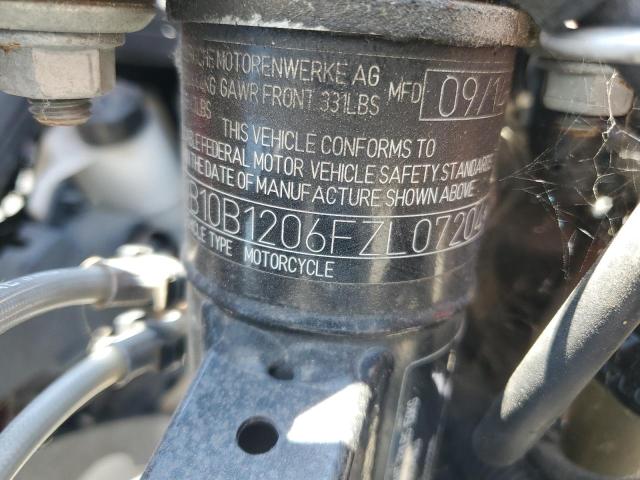 MOTORENWERKE AG
GAWR FRONT 331LBS MFD 09/1
LBS
THIS VEHICLE CONFORMS TO
FEDERAL MOTOR VEHICLE SAFETY STANDARDS
THE DATE OF MANUFACTURE SHOWN ABOVE
B10B1206FZL07204
TYPE MOTORCYCLE